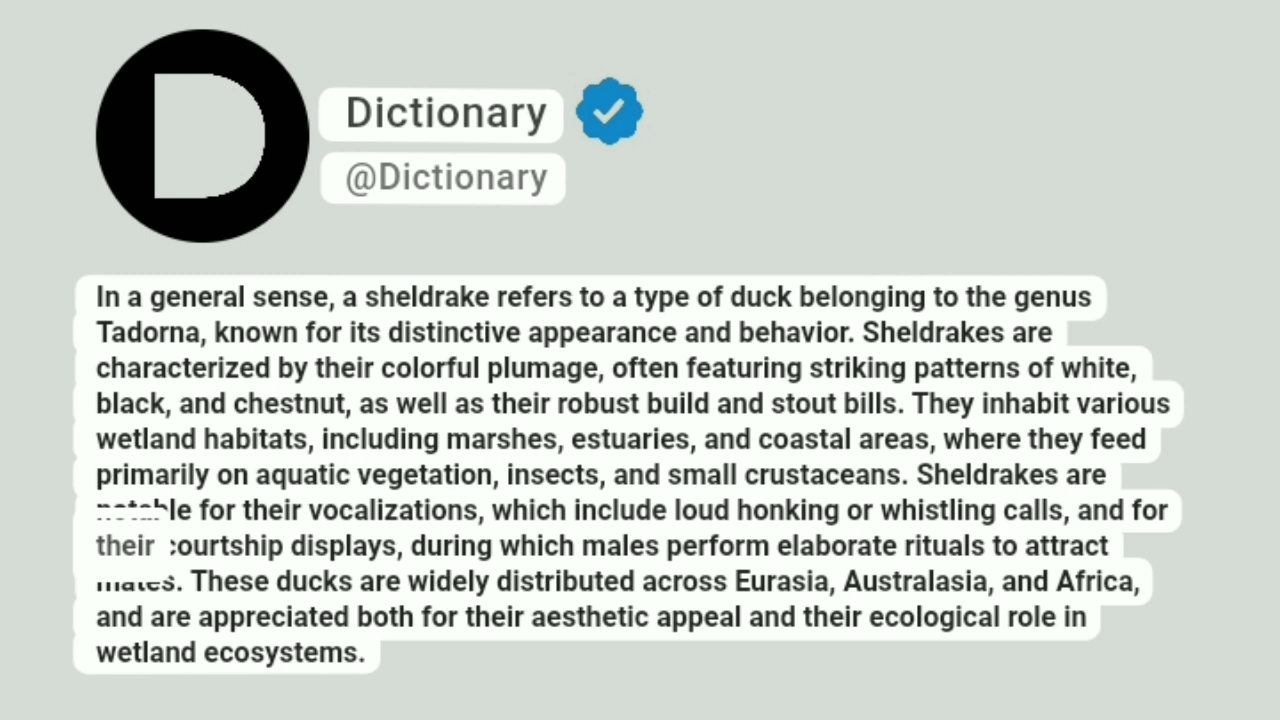 D
Dictionary
@Dictionary
In a general sense, a sheldrake refers to a type of duck belonging to the genus
Tadorna, known for its distinctive appearance and behavior. Sheldrakes are
characterized by their colorful plumage, often featuring striking patterns of white,
black, and chestnut, as well as their robust build and stout bills. They inhabit various
wetland habitats, including marshes, estuaries, and coastal areas, where they feed
primarily on aquatic vegetation, insects, and small crustaceans. Sheldrakes are
notable for their vocalizations, which include loud honking or whistling calls, and for
their courtship displays, during which males perform elaborate rituals to attract
mates. These ducks are widely distributed across Eurasia, Australasia, and Africa,
and are appreciated both for their aesthetic appeal and their ecological role in
wetland ecosystems.